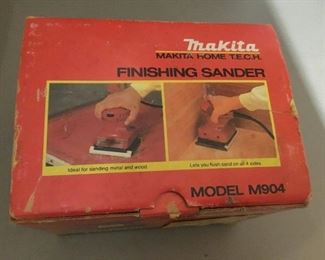 makita
MAKITA HOME T.E.C.H.
FINISHING SANDER
Ideal for sanding metal and wood
Lets you flush sand on all 4 sides
MODEL M904